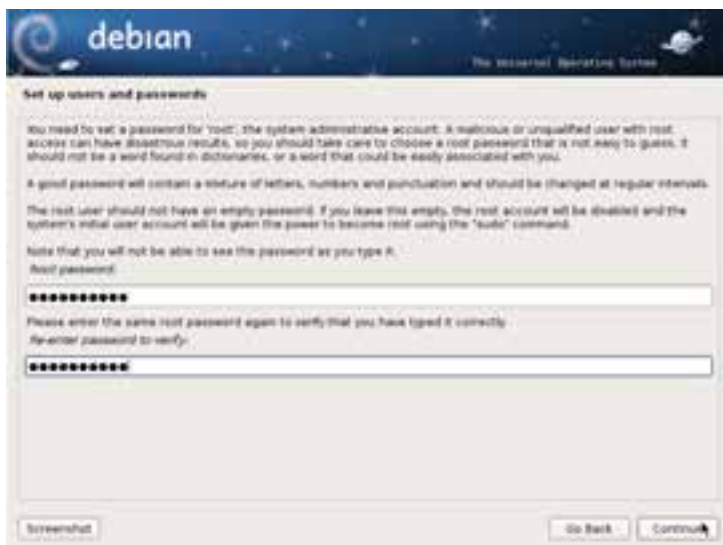 debian
The Universal Operating System
Set up users and passwords
You need to set a password for 'root', the system administrative account. A malicious or unqualified user with root
access can have disastrous results, so you should take care to choose a root password that is not easy to guess. It
should not be a word found in dictionaries, or a word that could be easily associated with you.
A good password will contain a mixture of letters, numbers and punctuation and should be changed at regular intervals.
The root user should not have an empty password. If you leave this empty, the root account will be disabled and the
system's initial user account will be given the power to become root using the "sudo" command.
Note that you will not be able to see the password as you type it.
Root password:
●●●●●●●●●●
Please enter the same root password again to verify that you have typed it correctly.
Re-enter password to verify:
●●●●●●●●●●
Screenshot
Go Back
Continue